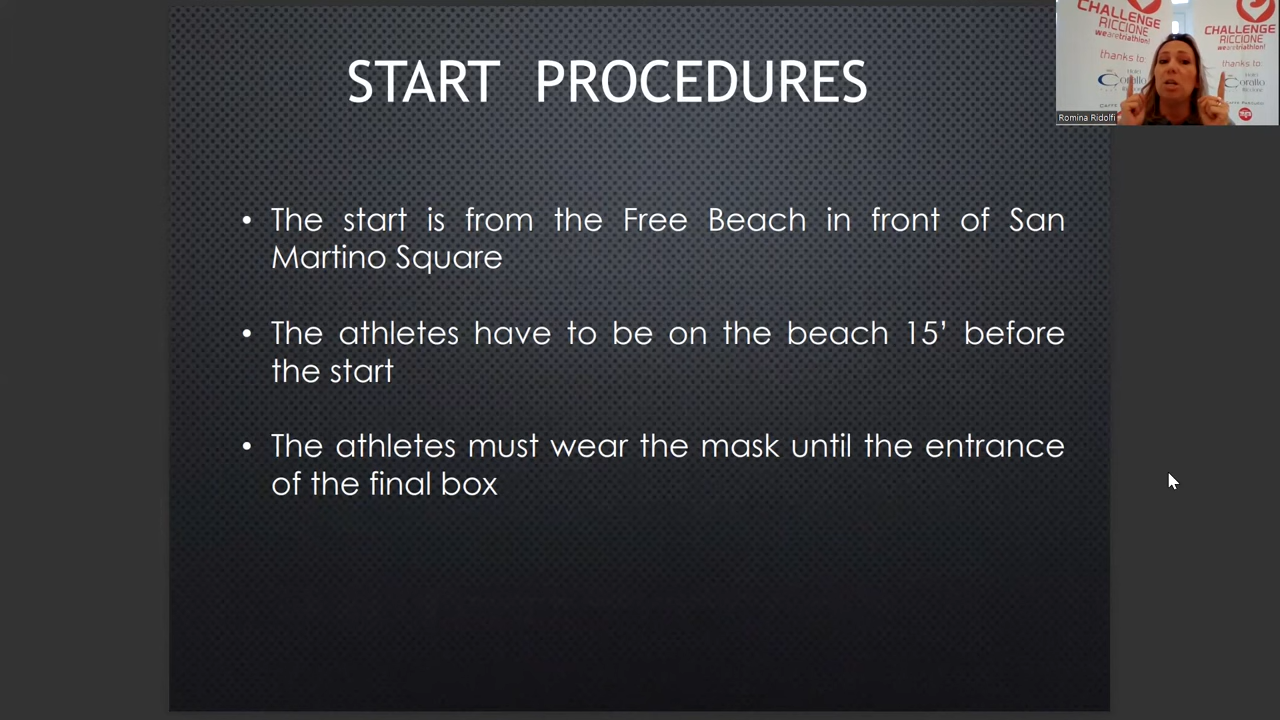 START PROCEDURES
• The start is from the Free Beach in front of San
Martino Square
• The athletes have to be on the beach 15’ before
the start
• The athletes must wear the mask until the entrance
of the final box
CHALLENGE
RICCIONE
wearetriathlon!
thanks to
CHALLENGE
RICCIONE
wearetriathlon!
thanks to:
Romina Ridolfi